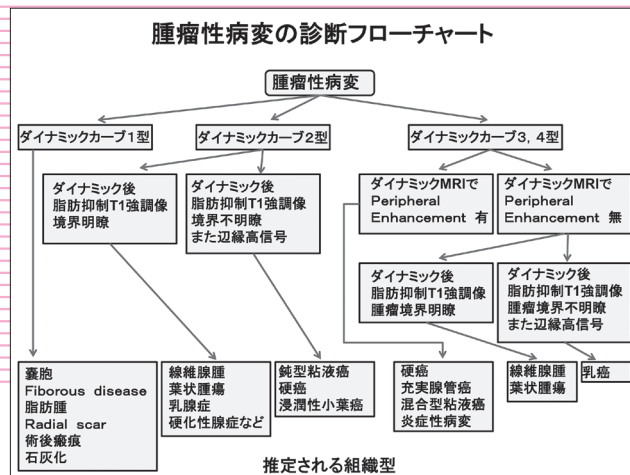 腫瘤性病変の診断フローチャート
腫瘤性病変
ダイナミックカーブ1型
ダイナミックカーブ2型
ダイナミックカーブ3, 4型
ダイナミック後
脂肪抑制T1強調像
境界明瞭
ダイナミック後
脂肪抑制T1強調像
境界不明瞭
また辺縁高信号
ダイナミックMRIで
Peripheral
Enhancement 有
ダイナミックMRIで
Peripheral
Enhancement 無
ダイナミック後
脂肪抑制T1強調像
腫瘤境界明瞭
ダイナミック後
脂肪抑制T1強調像
腫瘤境界不明瞭
また辺縁高信号
嚢胞
Fiborous disease
脂肪腫
Radial scar
術後瘢痕
石灰化
線維腺腫
葉状腫瘍
乳腺症
硬化性腺症など
鈍型粘液癌
硬癌
浸潤性小葉癌
硬癌
充実腺管癌
混合型粘液癌
炎症性病変
線維腺腫
葉状腫瘍
乳癌
推定される組織型